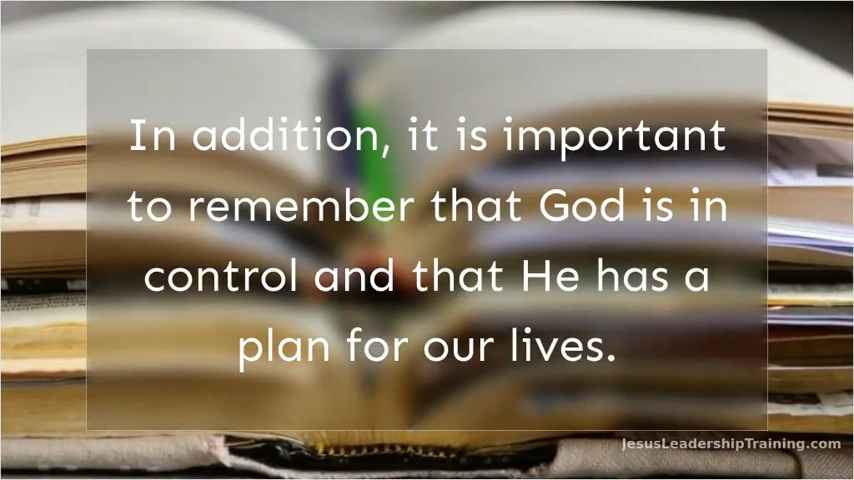 In addition, it is important
to remember that God is in
control and that He has a
plan for our lives.
JesusLeadershipTraining.com